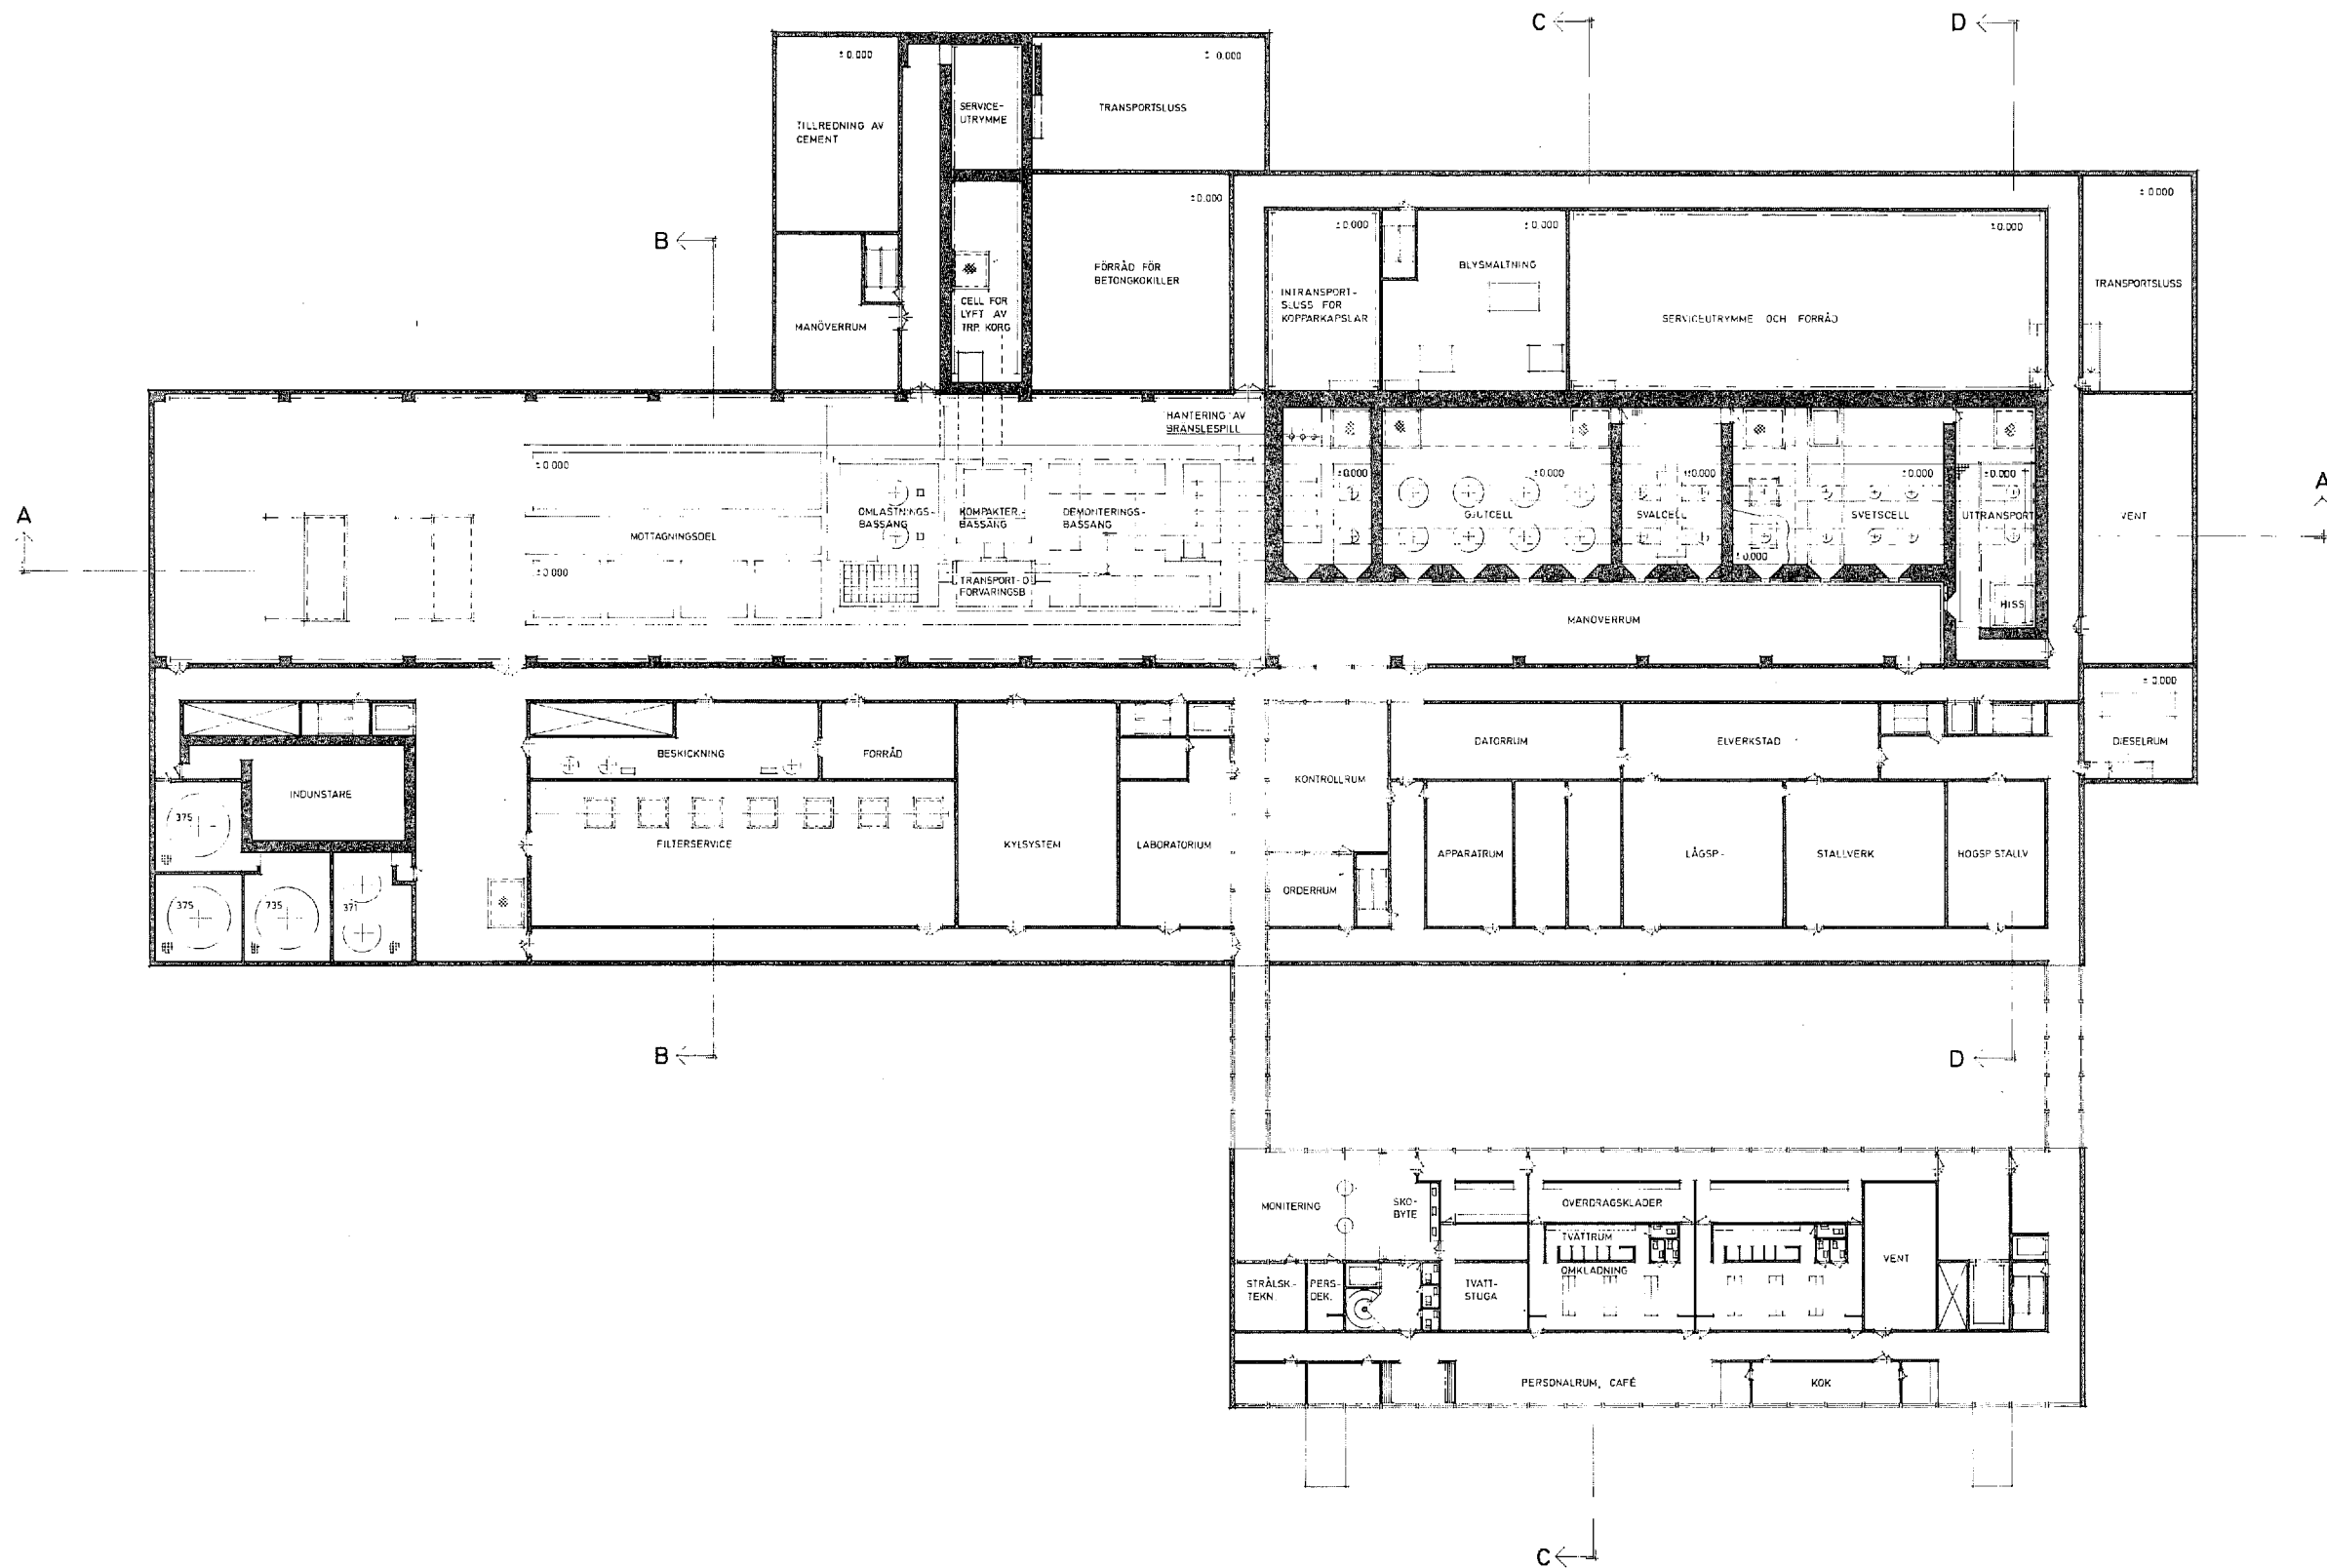 C
D
± 0.000
± 0.000
SERVICE-
UTRYMME
TRANSPORTSLUSS
TILLREDNING AV
CEMENT
± 0.000
± 0.000
± 0.000
± 0.000
± 0.000
B
FÖRRÅD FÖR
BETONGKOKILLER
BLYSMÄLTNING
TRANSPORTSLUSS
INTRANSPORT-
SLUSS FÖR
KOPPARKAPSLAR
CELL FÖR
LYFT AV
TRP. KORG
MANÖVERRUM
SERVICEUTRYMME OCH FÖRRÅD
HANTERING AV
BRÄNSLESPILL
± 0.000
± 0.000
± 0.000
± 0.000
± 0.000
± 0.000
A
A
OMLASTNINGS-
BASSÄNG
KOMPAKTER.-
BASSÄNG
DEMONTERINGS-
BASSÄNG
GJUTCELL
SVALCELL
SVETSCELL
UTTRANSPORT
VENT
MOTTAGNINGSDEL
± 0.000
± 0.000
TRANSPORT- O
FÖRVARINGSB
HISS
MANÖVERRUM
± 0.000
BESKICKNING
FÖRRÅD
DATORRUM
ELVERKSTAD
DIESELRUM
KONTROLLRUM
INDUNSTARE
375
FILTERSERVICE
KYLSYSTEM
LABORATORIUM
APPARATRUM
LÅGSP -
STÄLLVERK
HÖGSP STÄLLV
ORDERRUM
375
735
371
B
D
MONITERING
SKO-
BYTE
ÖVERDRAGSKLÄDER
TVÄTTRUM
OMKLÄDNING
VENT
STRÅLSK.-
TEKN.
PERS-
DEK.
TVÄTT-
STUGA
PERSONALRUM, CAFÉ
KÖK
C